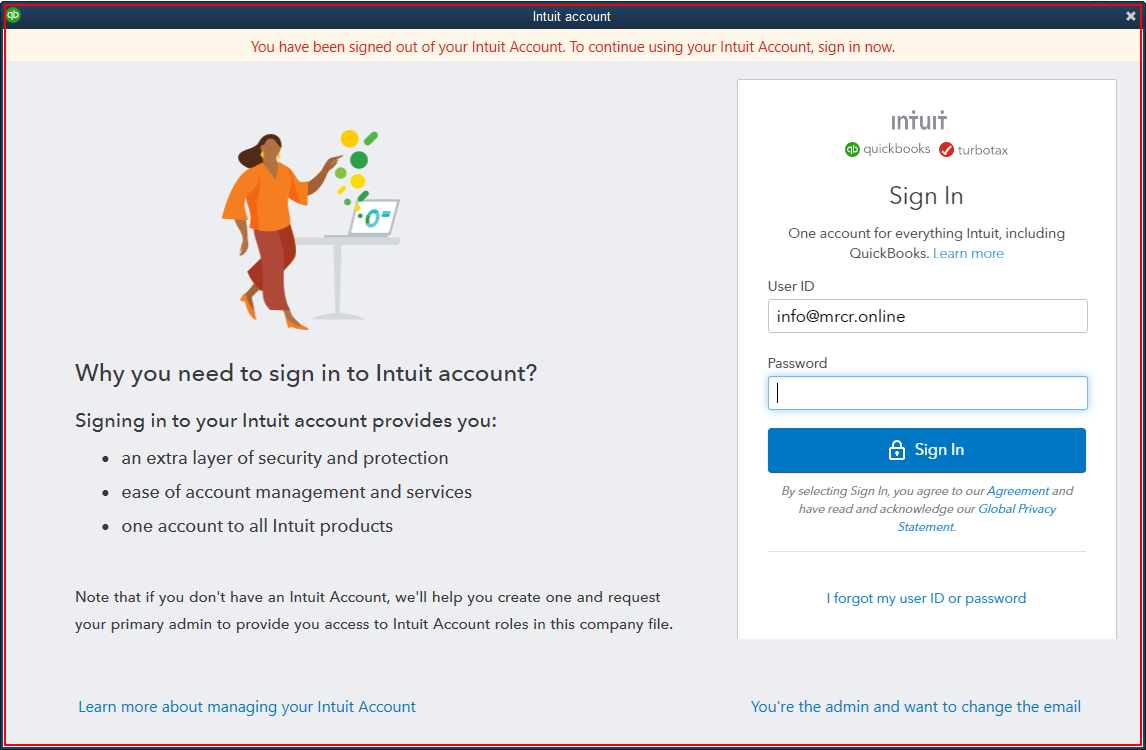 qb
Intuit account
You have been signed out of your Intuit Account. To continue using your Intuit Account, sign in now.
Why you need to sign in to Intuit account?
Signing in to your Intuit account provides you:
• an extra layer of security and protection
• ease of account management and services
• one account to all Intuit products
Note that if you don't have an Intuit Account, we'll help you create one and request
your primary admin to provide you access to Intuit Account roles in this company file.
Learn more about managing your Intuit Account
intuit
qb quickbooks turbotax
Sign In
One account for everything Intuit, including
QuickBooks. Learn more
User ID
info@mrcr.online
Password
Sign In
By selecting Sign In, you agree to our Agreement and
have read and acknowledge our Global Privacy
Statement.
I forgot my user ID or password
You're the admin and want to change the email